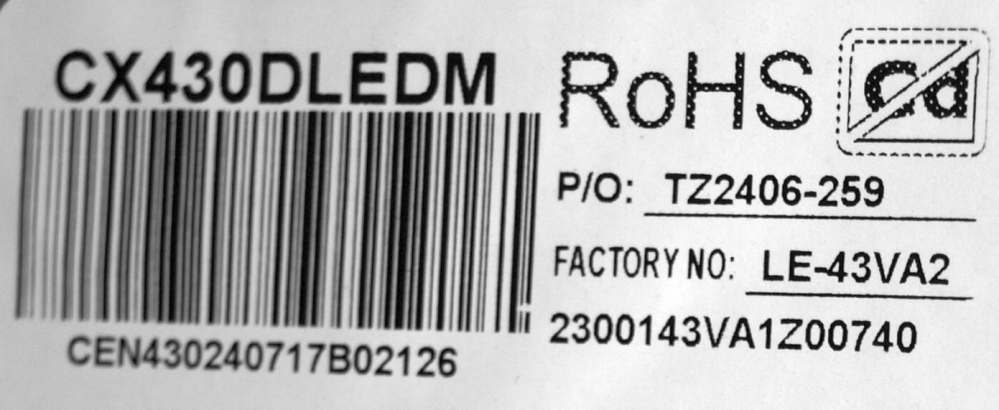 CX430DLEDM
CEN430240717B02126
RoHS
Cd
P/O: TZ2406-259
FACTORY NO: LE-43VA2
2300143VA1Z00740